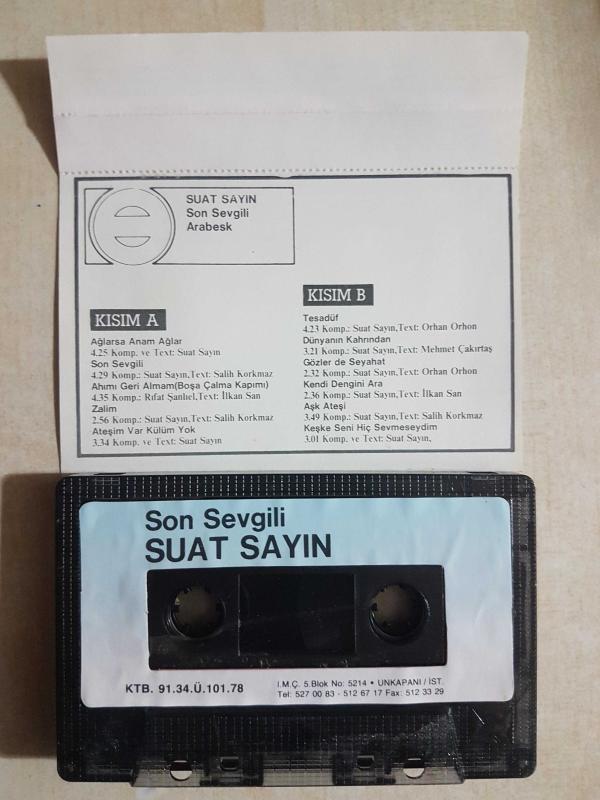 SUAT SAYIN
Son Sevgili
Arabesk
KISIM A
Ağlarsa Anam Ağlar
4.25 Komp. ve Text: Suat Sayın
Son Sevgili
4.29 Komp.: Suat Sayın,Text: Salih Korkmaz
Ahımı Geri Almam(Boşa Çalma Kapımı)
4.35 Komp.: Rıfat Şanlıel,Text: İlkan San
Zalim
2.56 Komp.: Suat Sayın,Text: Salih Korkmaz
Ateşim Var Külüm Yok
3.34 Komp. ve Text: Suat Sayın
KISIM B
Tesadüf
4.23 Komp.: Suat Sayın,Text: Orhan Orhon
Dünyanın Kahrından
3.21 Komp.: Suat Sayın,Text: Mehmet Çakırtaş
Gözler de Seyahat
2.32 Komp.: Suat Sayın,Text: Orhan Orhon
Kendi Dengini Ara
2.36 Komp.: Suat Sayın,Text: İlkan San
Aşk Ateşi
3.49 Komp.: Suat Sayın,Text: Salih Korkmaz
Keşke Seni Hiç Sevmeseydim
3.01 Komp. ve Text: Suat Sayın,
Son Sevgili
SUAT SAYIN
KTB. 91.34.Ü.101.78
I.M.Ç. 5.Blok No: 5214 • UNKAPANI / İST.
Tel: 527 00 83 - 512 67 17 Fax: 512 33 29